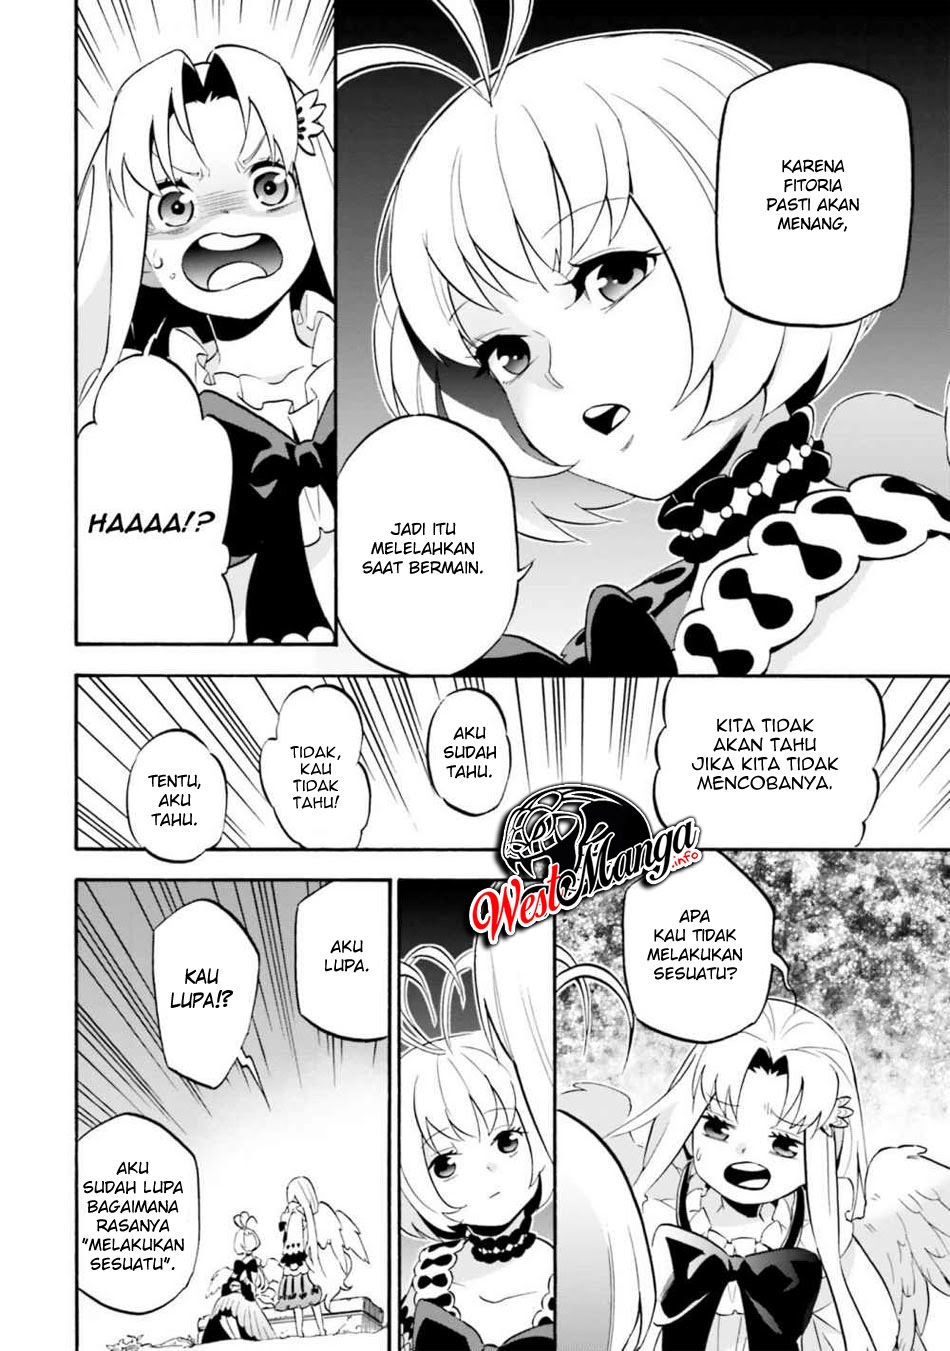 KARENA
FITORIA
PASTI AKAN
MENANG,
JADI ITU
MELELAHKAN
SAAT BERMAIN.
HAAAA!?
KITA TIDAK
AKAN TAHU
JIKA KITA TIDAK
MENCOBANYA.
AKU
SUDAH
TAHU.
TIDAK,
KAU
TIDAK
TAHU!
TENTU,
AKU
TAHU.
WESTMANGA
.info
APA
KAU TIDAK
MELAKUKAN
SESUATU?
AKU
LUPA.
KAU
LUPA!?
AKU
SUDAH LUPA
BAGAIMANA
RASANYA
"MELAKUKAN
SESUATU".